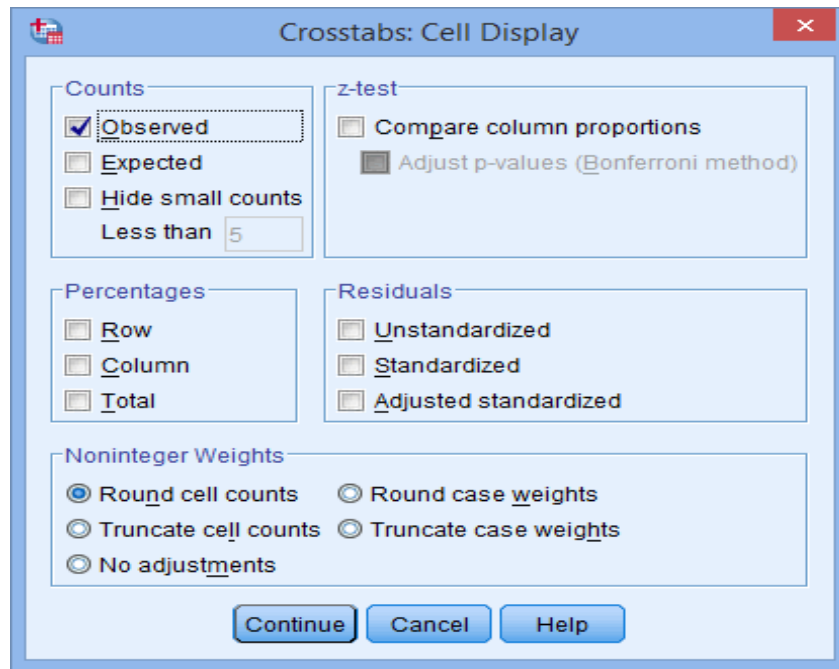 Crosstabs: Cell Display
Counts
Observed
Expected
Hide small counts
Less than 5
z-test
Compare column proportions
Adjust p-values (Bonferroni method)
Percentages
Row
Column
Total
Residuals
Unstandardized
Standardized
Adjusted standardized
Noninteger Weights
Round cell counts
Round case weights
Truncate cell counts
Truncate case weights
No adjustments
Continue
Cancel
Help